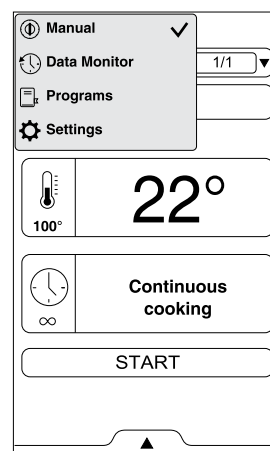 Manual
Data Monitor
1/1
Programs
Settings
100°
22°
∞
Continuous
cooking
START